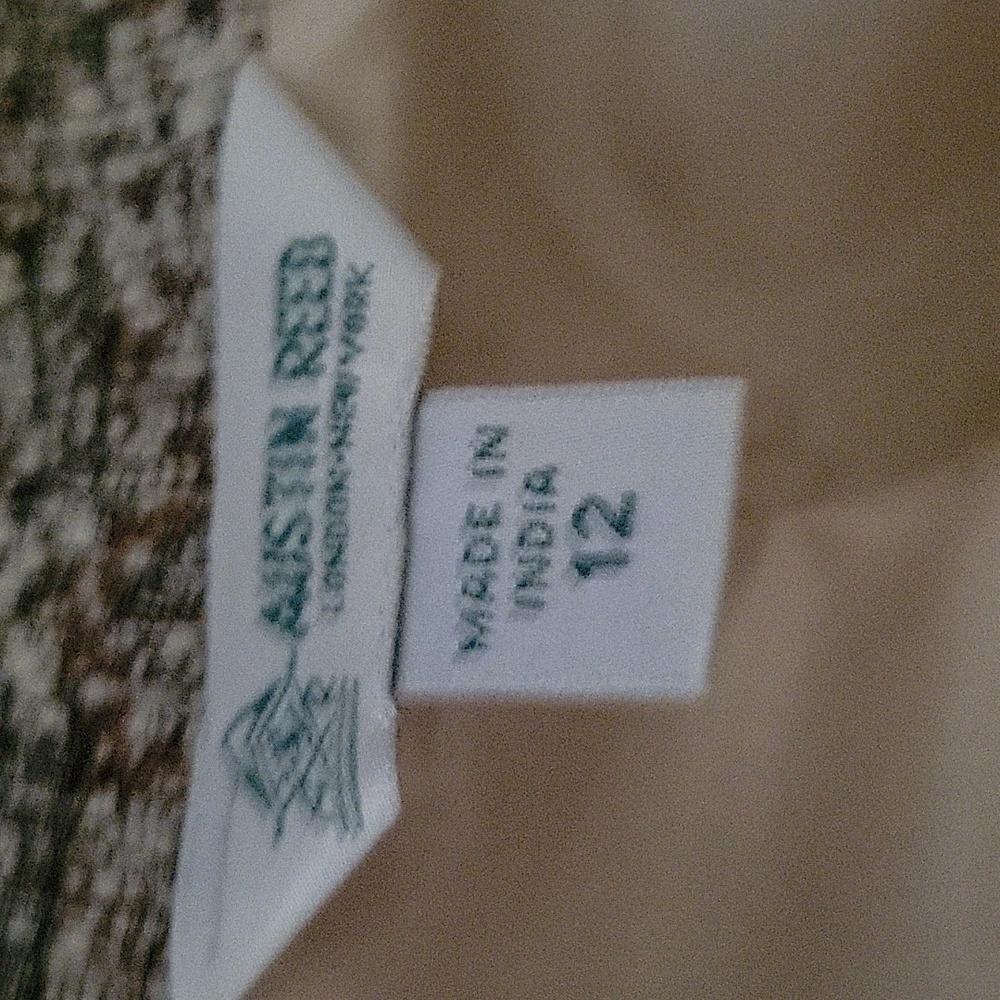 AUSTIN REED
LONDON•NEW YORK
MADE IN
INDIA
12